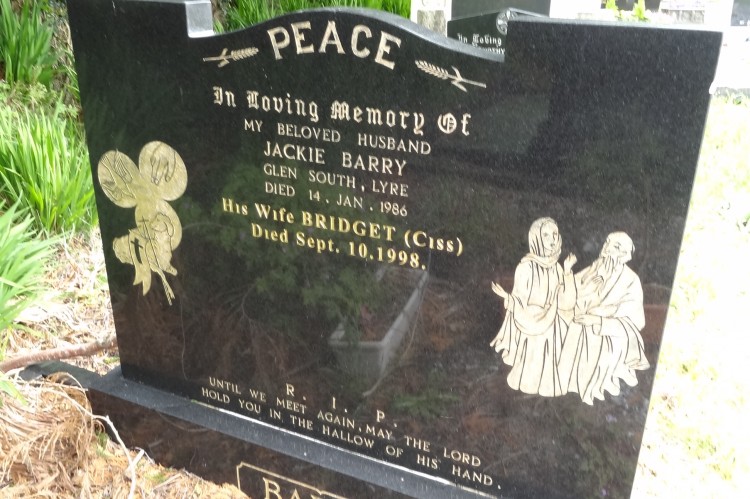 PEACE
In Loving
In Loving Memory Of
MY BELOVED HUSBAND
JACKIE BARRY
GLEN SOUTH, LYRE
DIED 14. JAN. 1986
His Wife BRIDGET (Ciss)
Died Sept. 10.1998.
R. I. P.
UNTIL WE MEET AGAIN. MAY THE LORD
HOLD YOU IN THE HALLOW OF HIS HAND.